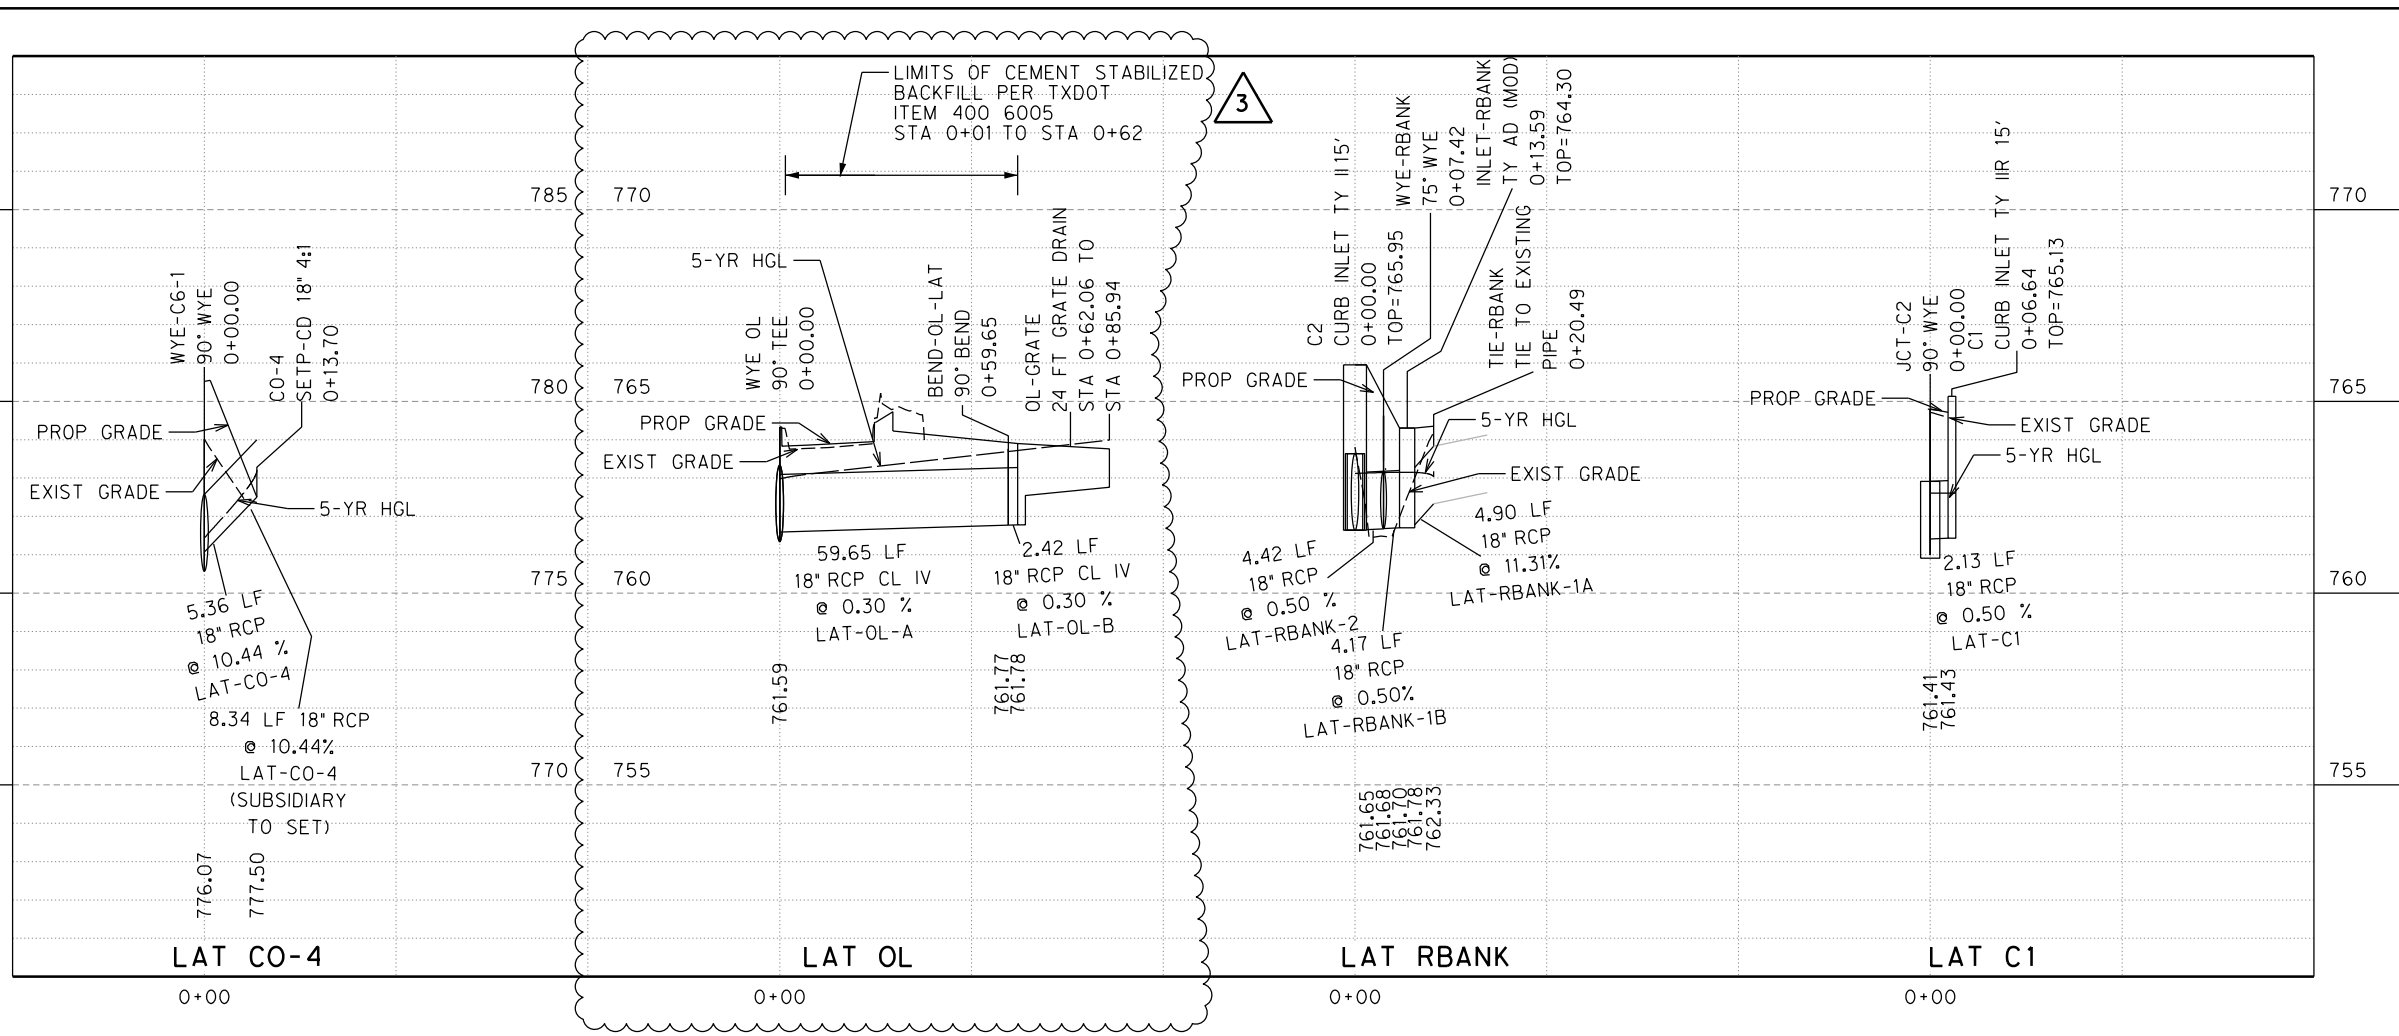 LIMITS OF CEMENT STABILIZED
BACKFILL PER TXDOT
ITEM 400 6005
STA 0+01 TO STA 0+62
3
785
770
780
765
775
760
770
755
770
765
760
755
WYE-C6-1
90° WYE
0+00.00
CO-4
SETP-CD 18" 4:1
0+13.70
PROP GRADE
EXIST GRADE
5-YR HGL
5.36 LF
18" RCP
@ 10.44 %
LAT-CO-4
8.34 LF 18" RCP
@ 10.44%
LAT-CO-4
(SUBSIDIARY
TO SET)
776.07
777.50
LAT CO-4
0+00
5-YR HGL
WYE OL
90° TEE
0+00.00
BEND-OL-LAT
90° BEND
0+59.65
OL-GRATE
24 FT GRATE DRAIN
STA 0+62.06 TO
STA 0+85.94
PROP GRADE
EXIST GRADE
59.65 LF
18" RCP CL IV
@ 0.30 %
LAT-OL-A
2.42 LF
18" RCP CL IV
@ 0.30 %
LAT-OL-B
761.59
761.77
761.78
LAT OL
0+00
C2
CURB INLET TY II 15'
0+00.00
TOP=765.95
WYE-RBANK
75° WYE
0+07.42
INLET-RBANK
TY AD (MOD)
0+13.59
TOP=764.30
TIE-RBANK
TIE TO EXISTING
PIPE
0+20.49
PROP GRADE
5-YR HGL
EXIST GRADE
4.42 LF
18" RCP
@ 0.50 %
LAT-RBANK-2
4.17 LF
18" RCP
@ 0.50%
LAT-RBANK-1B
4.90 LF
18" RCP
@ 11.31%
LAT-RBANK-1A
761.65
761.68
761.70
761.78
762.33
LAT RBANK
0+00
JCT-C2
90° WYE
0+00.00
C1
CURB INLET TY IIR 15'
0+06.64
TOP=765.13
PROP GRADE
EXIST GRADE
5-YR HGL
2.13 LF
18" RCP
@ 0.50 %
LAT-C1
761.41
761.43
LAT C1
0+00